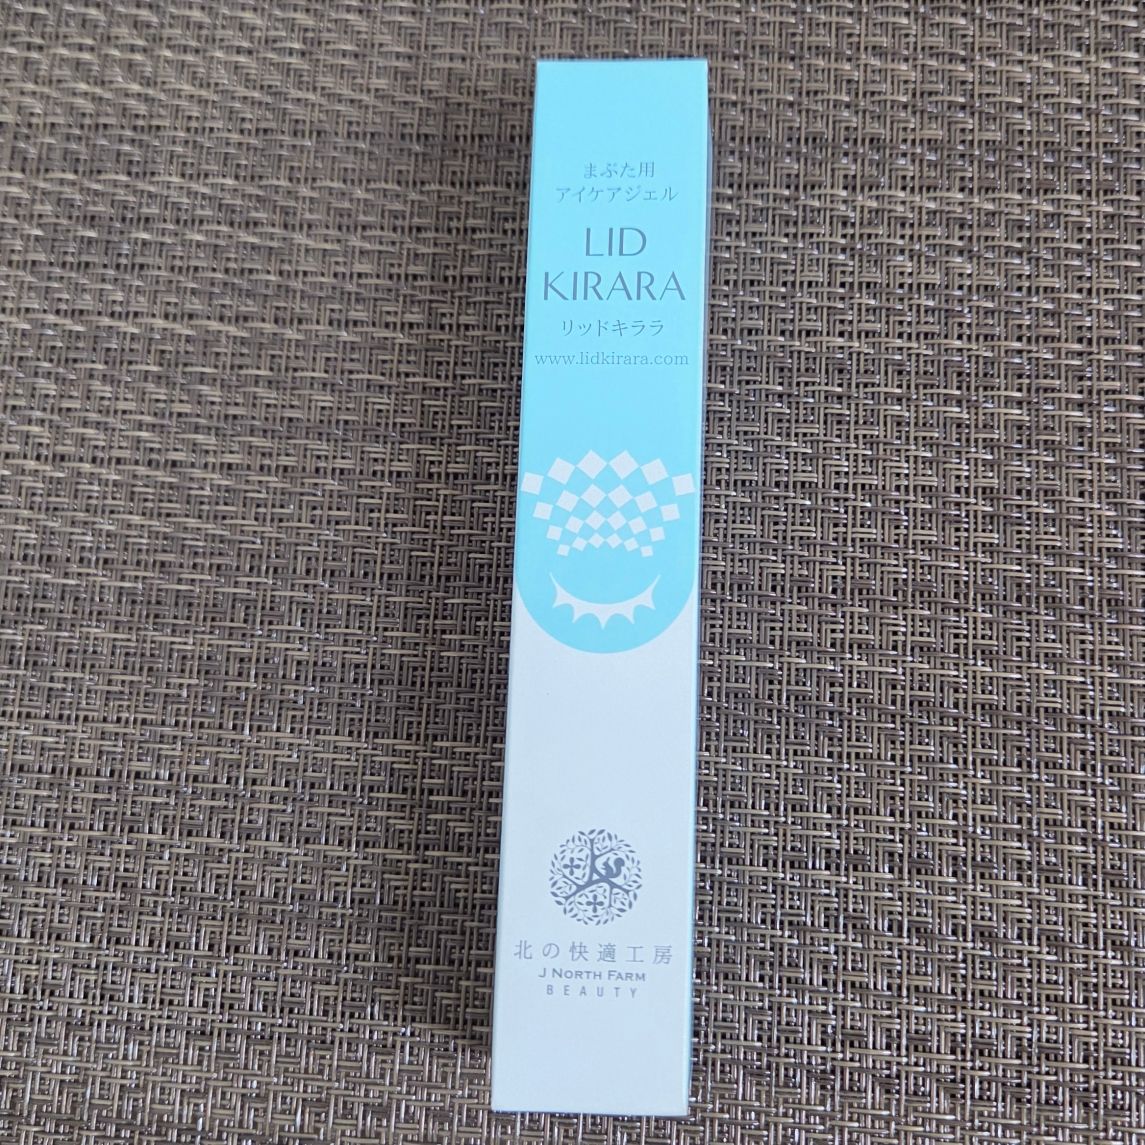 まぶた用
アイケアジェル
LID
KIRARA
リッドキララ
www.lidkirara.com
北の快適工房
J NORTH FARM
BEAUTY